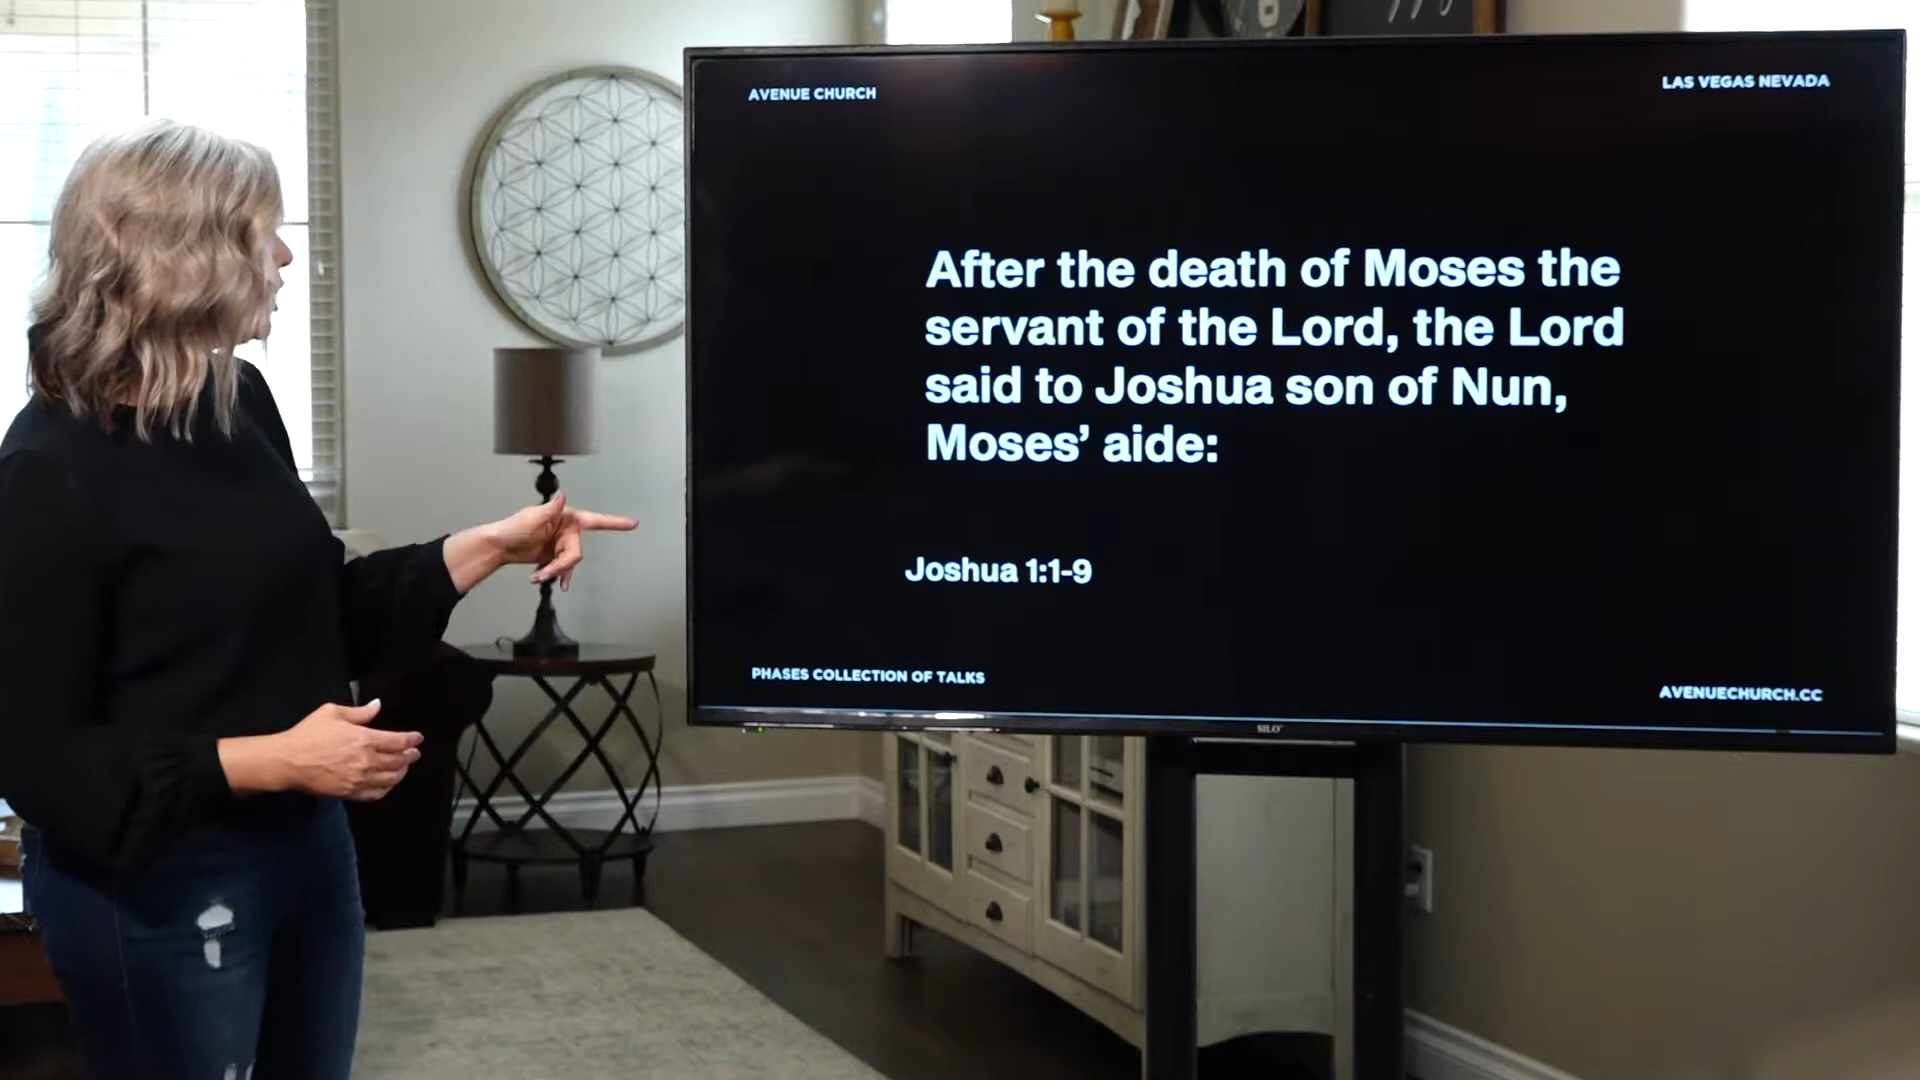 AVENUE CHURCH
LAS VEGAS NEVADA
After the death of Moses the
servant of the Lord, the Lord
said to Joshua son of Nun,
Moses’ aide:
Joshua 1:1-9
PHASES COLLECTION OF TALKS
AVENUECHURCH.CC
SILO